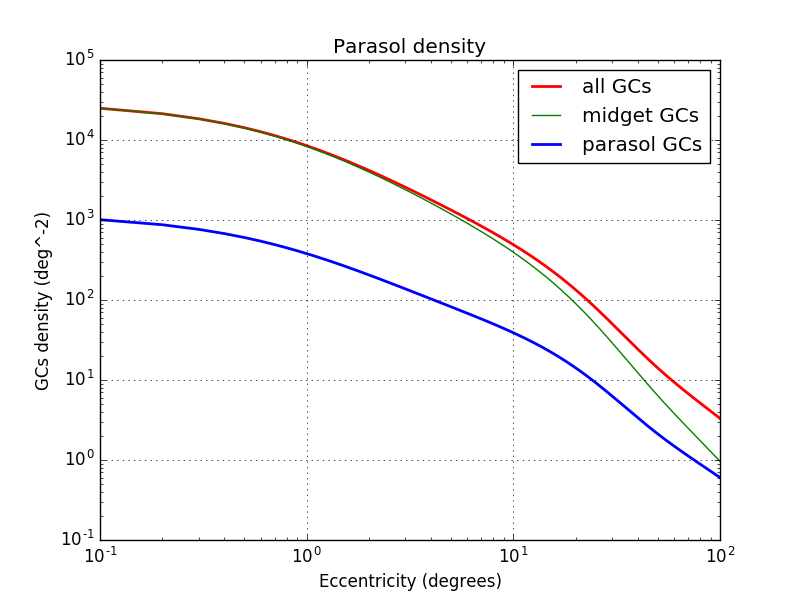 Parasol density
10^5
10^4
10^3
10^2
10^1
10^0
10^-1
GCs density (deg^-2)
all GCs
midget GCs
parasol GCs
10^-1
10^0
10^1
10^2
Eccentricity (degrees)